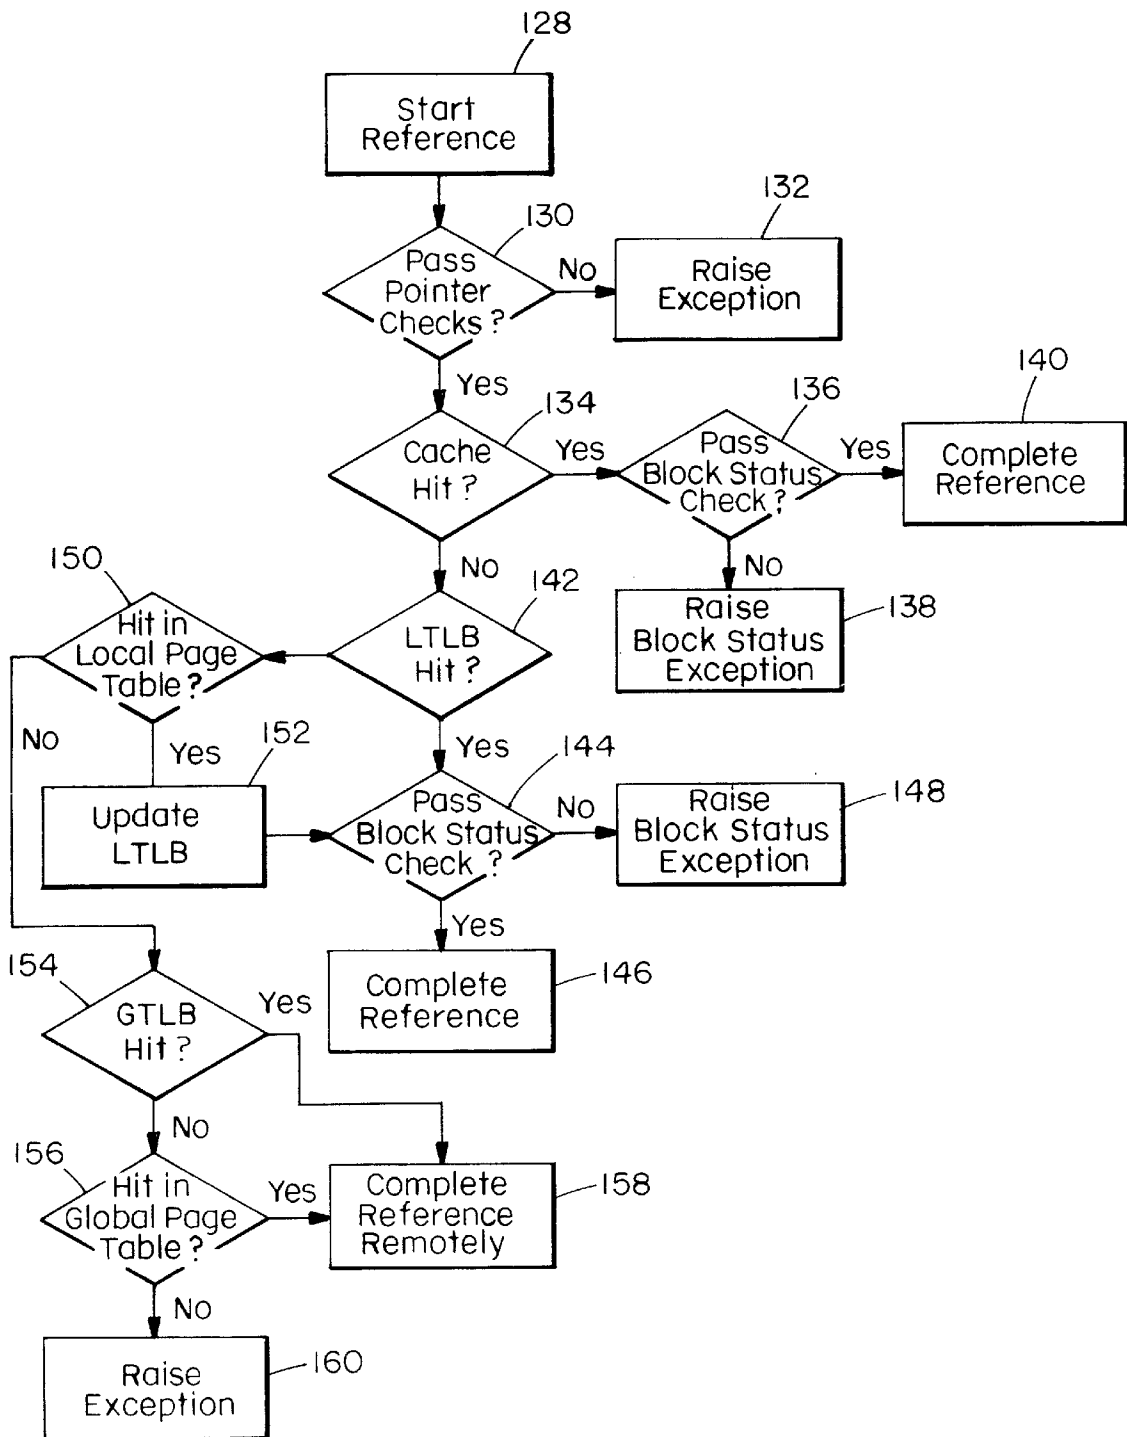 128
Start
Reference
130
132
Pass
Pointer
Checks?
No
Raise
Exception
Yes
134
136
140
Cache
Hit?
Yes
Pass
Block Status
Check?
Yes
Complete
Reference
No
No
150
142
138
Hit in
Local Page
Table?
LTLB
Hit?
Raise
Block Status
Exception
No
Yes
152
Yes
144
148
Update
LTLB
Pass
Block Status
Check?
No
Raise
Block Status
Exception
Yes
154
146
GTLB
Hit?
Yes
Complete
Reference
No
156
158
Hit in
Global Page
Table?
Yes
Complete
Reference
Remotely
No
160
Raise
Exception